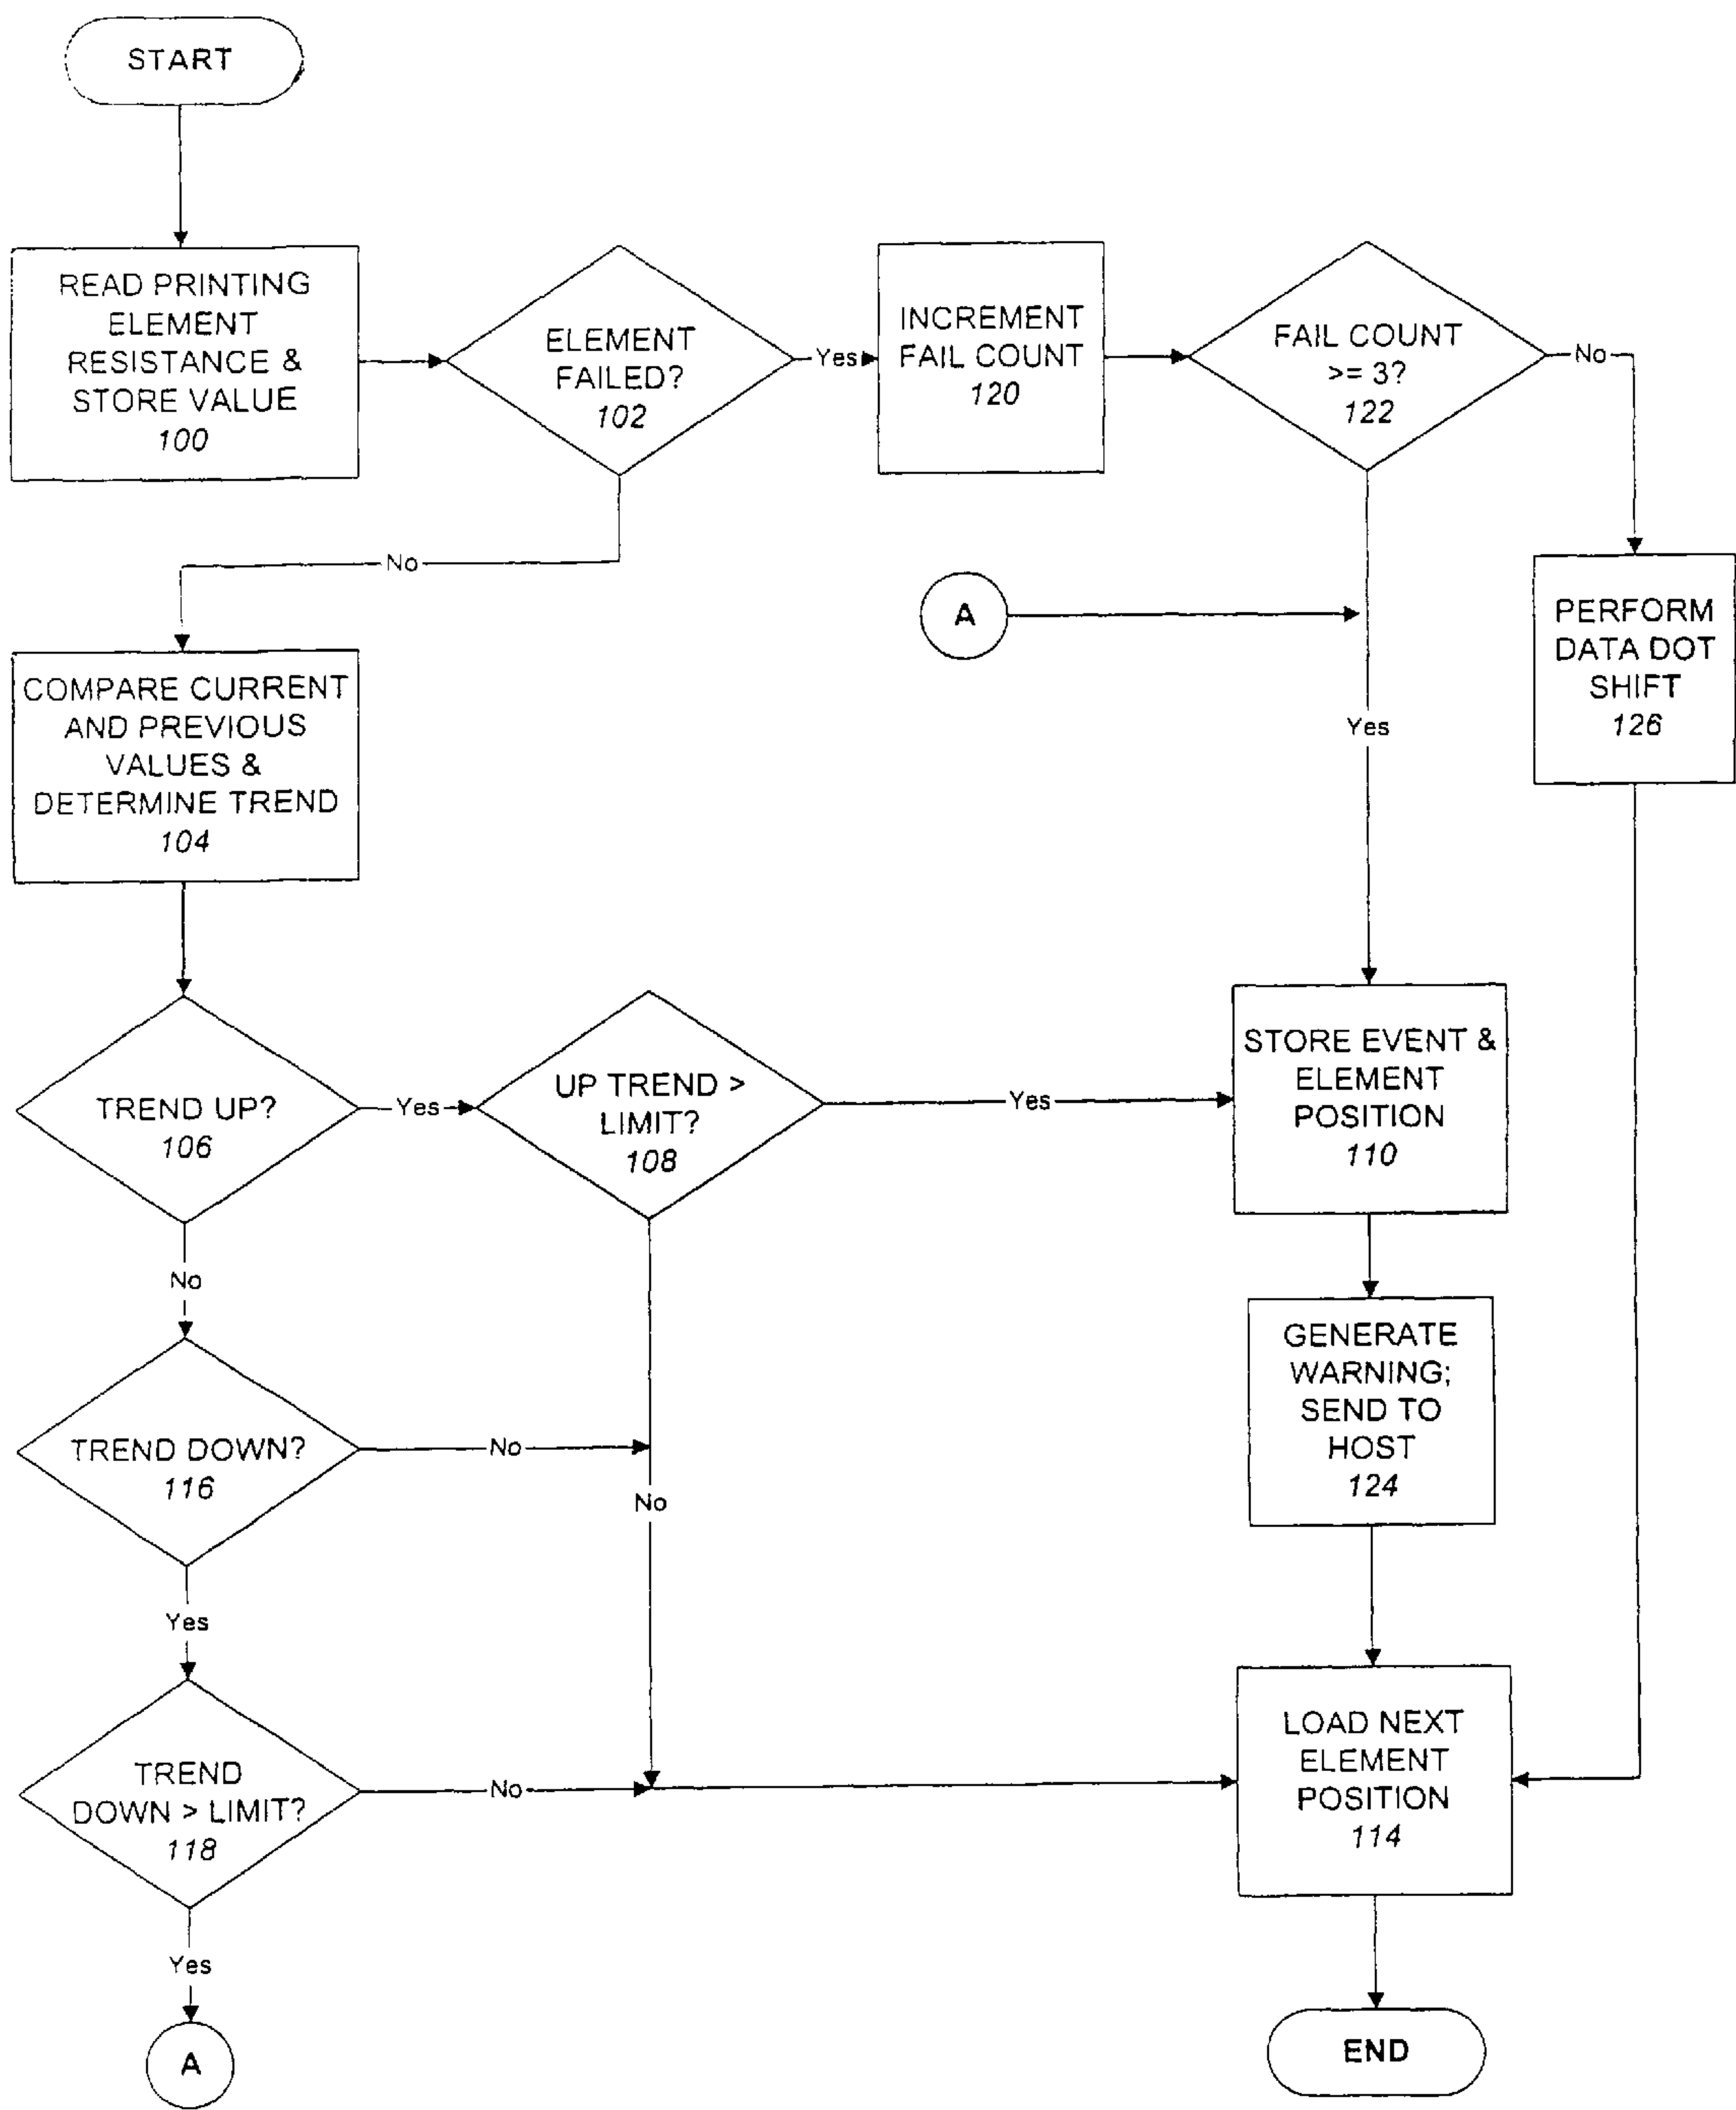 START
READ PRINTING
ELEMENT
RESISTANCE &
STORE VALUE
100
ELEMENT
FAILED?
102
Yes
INCREMENT
FAIL COUNT
120
FAIL COUNT
>= 3?
122
No
No
A
PERFORM
DATA DOT
SHIFT
126
COMPARE CURRENT
AND PREVIOUS
VALUES &
DETERMINE TREND
104
Yes
TREND UP?
106
Yes
UP TREND >
LIMIT?
108
Yes
STORE EVENT &
ELEMENT
POSITION
110
No
GENERATE
WARNING;
SEND TO
HOST
124
TREND DOWN?
116
No
No
Yes
TREND
DOWN > LIMIT?
118
No
LOAD NEXT
ELEMENT
POSITION
114
Yes
A
END